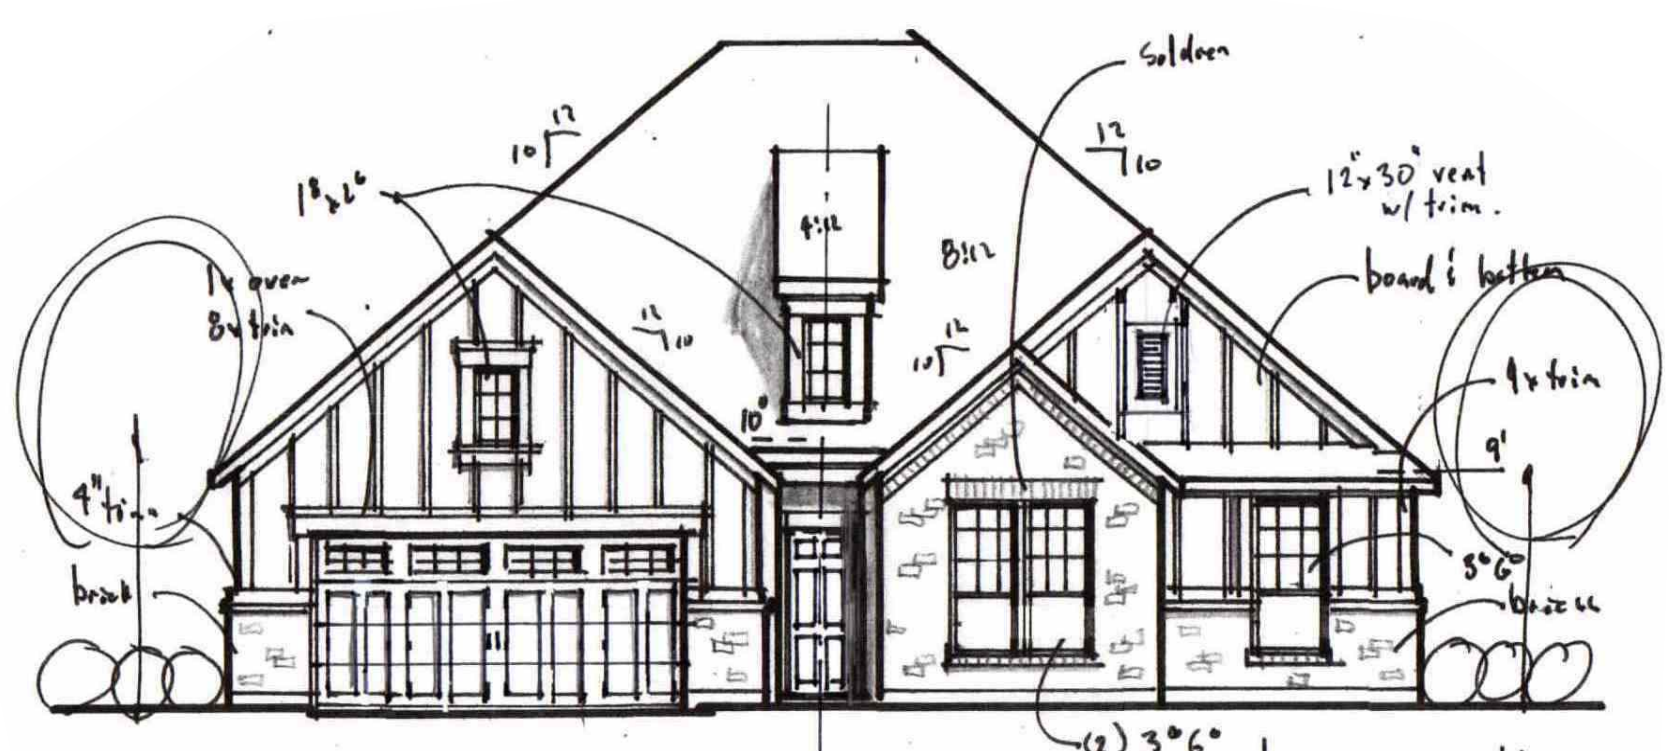 Soldier
12
10
12
10
12"x30" vent
w/ trim.
1⁸x2⁶
4:12
8:12
board & batten
1x over
8x trim
12
10
12
10
4x trim
10'
9'
4" trim
3⁰6⁰
brick
brick
(2) 3⁰6⁰